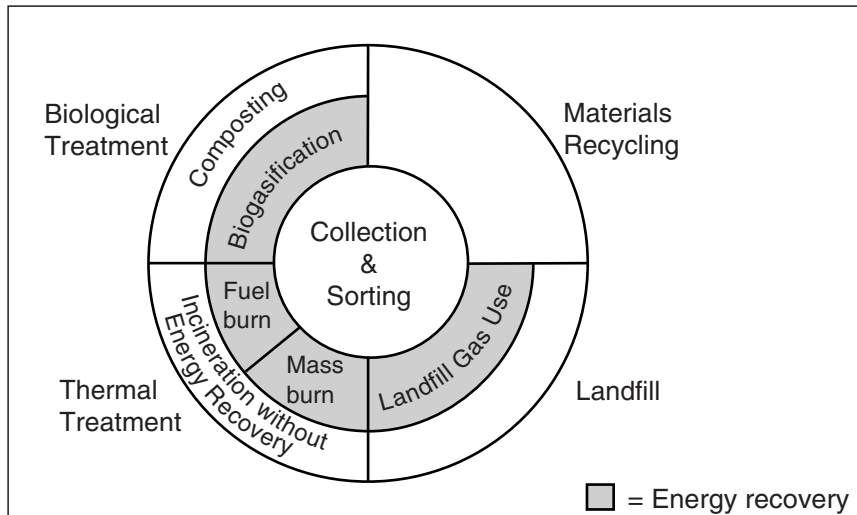 Biological
Treatment
Composting
Biogasification
Materials
Recycling
Collection
&
Sorting
Fuel
burn
Mass
burn
Incineration without
Energy Recovery
Landfill Gas Use
Thermal
Treatment
Landfill
= Energy recovery